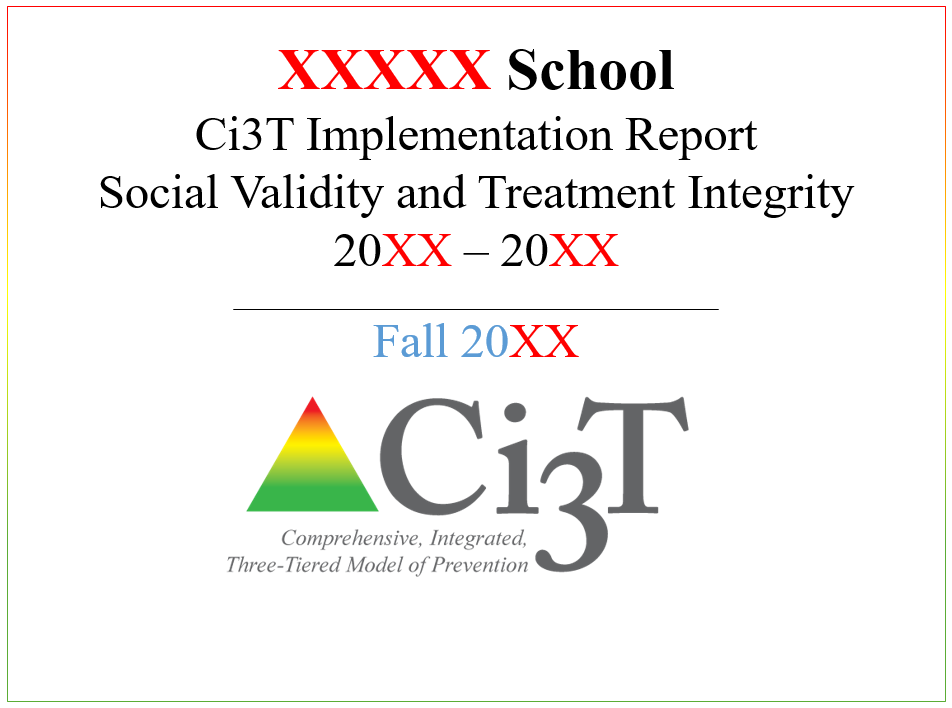 XXXXX School
Ci3T Implementation Report
Social Validity and Treatment Integrity
20XX – 20XX
Fall 20XX
Ci3T
Comprehensive, Integrated,
Three-Tiered Model of Prevention